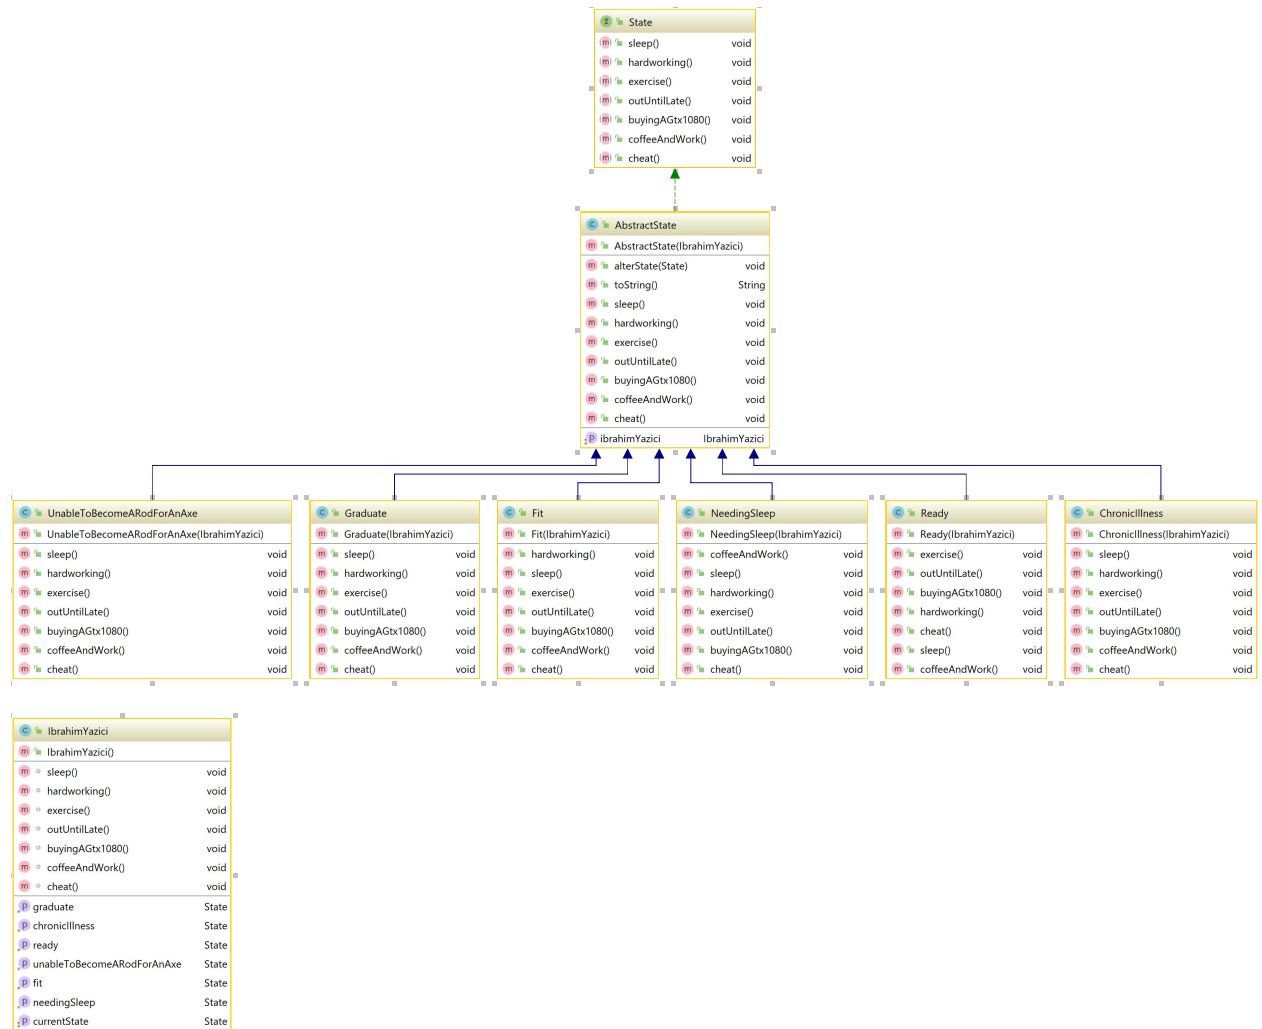 State
sleep() void
hardworking() void
exercise() void
outUntilLate() void
buyingAGtx1080() void
coffeeAndWork() void
cheat() void
AbstractState
AbstractState(IbrahimYazici)
alterState(State) void
toString() String
sleep() void
hardworking() void
exercise() void
outUntilLate() void
buyingAGtx1080() void
coffeeAndWork() void
cheat() void
ibrahimYazici IbrahimYazici
UnableToBecomeARodForAnAxe
UnableToBecomeARodForAnAxe(IbrahimYazici)
sleep() void
hardworking() void
exercise() void
outUntilLate() void
buyingAGtx1080() void
coffeeAndWork() void
cheat() void
Graduate
Graduate(IbrahimYazici)
sleep() void
hardworking() void
exercise() void
outUntilLate() void
buyingAGtx1080() void
coffeeAndWork() void
cheat() void
Fit
Fit(IbrahimYazici)
hardworking() void
sleep() void
exercise() void
outUntilLate() void
buyingAGtx1080() void
coffeeAndWork() void
cheat() void
NeedingSleep
NeedingSleep(IbrahimYazici)
coffeeAndWork() void
sleep() void
hardworking() void
exercise() void
outUntilLate() void
buyingAGtx1080() void
cheat() void
Ready
Ready(IbrahimYazici)
exercise() void
outUntilLate() void
buyingAGtx1080() void
hardworking() void
cheat() void
sleep() void
coffeeAndWork() void
ChronicIllness
ChronicIllness(IbrahimYazici)
sleep() void
hardworking() void
exercise() void
outUntilLate() void
buyingAGtx1080() void
coffeeAndWork() void
cheat() void
IbrahimYazici
IbrahimYazici()
sleep() void
hardworking() void
exercise() void
outUntilLate() void
buyingAGtx1080() void
coffeeAndWork() void
cheat() void
graduate State
chronicIllness State
ready State
unableToBecomeARodForAnAxe State
fit State
needingSleep State
currentState State